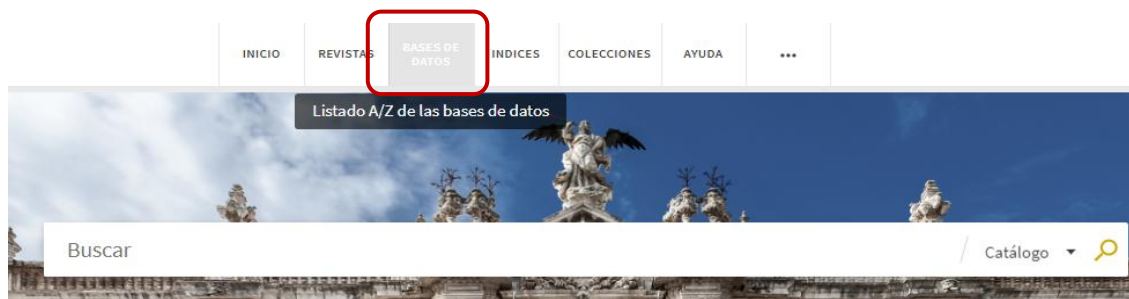 INICIO
REVISTAS
BASES DE
DATOS
INDICES
COLECCIONES
AYUDA
...
Listado A/Z de las bases de datos
Buscar
Catálogo